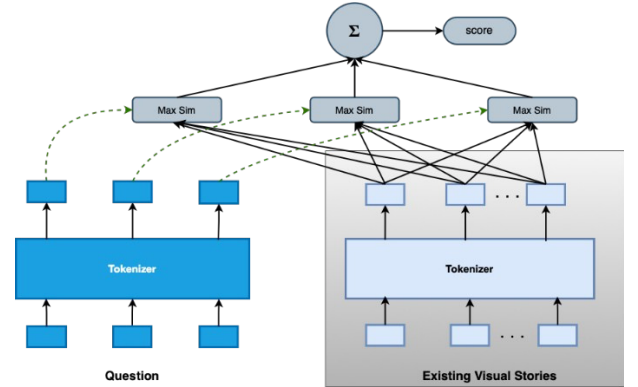 Σ
score
Max Sim
Max Sim
Max Sim
Tokenizer
Tokenizer
. . .
. . .
Question
Existing Visual Stories